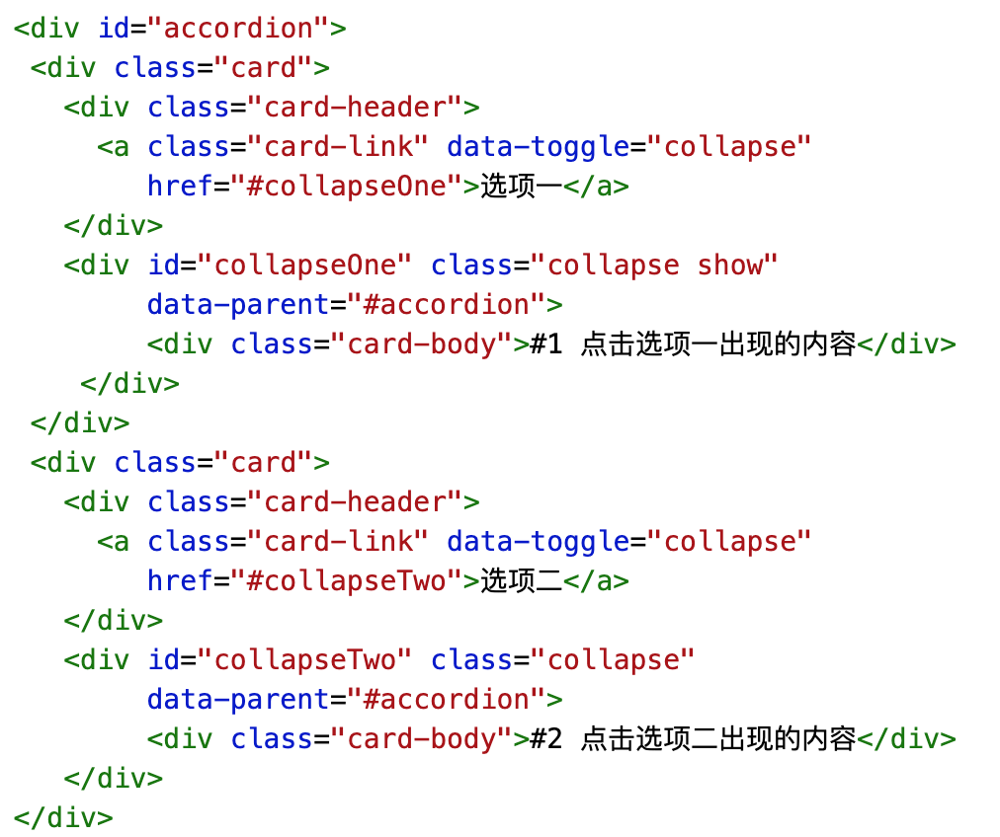 <div id="accordion">
 <div class="card">
   <div class="card-header">
     <a class="card-link" data-toggle="collapse"
        href="#collapseOne">选项一</a>
   </div>
   <div id="collapseOne" class="collapse show"
        data-parent="#accordion">
        <div class="card-body">#1 点击选项一出现的内容</div>
    </div>
 </div>
 <div class="card">
   <div class="card-header">
     <a class="card-link" data-toggle="collapse"
        href="#collapseTwo">选项二</a>
   </div>
   <div id="collapseTwo" class="collapse"
        data-parent="#accordion">
        <div class="card-body">#2 点击选项二出现的内容</div>
   </div>
</div>